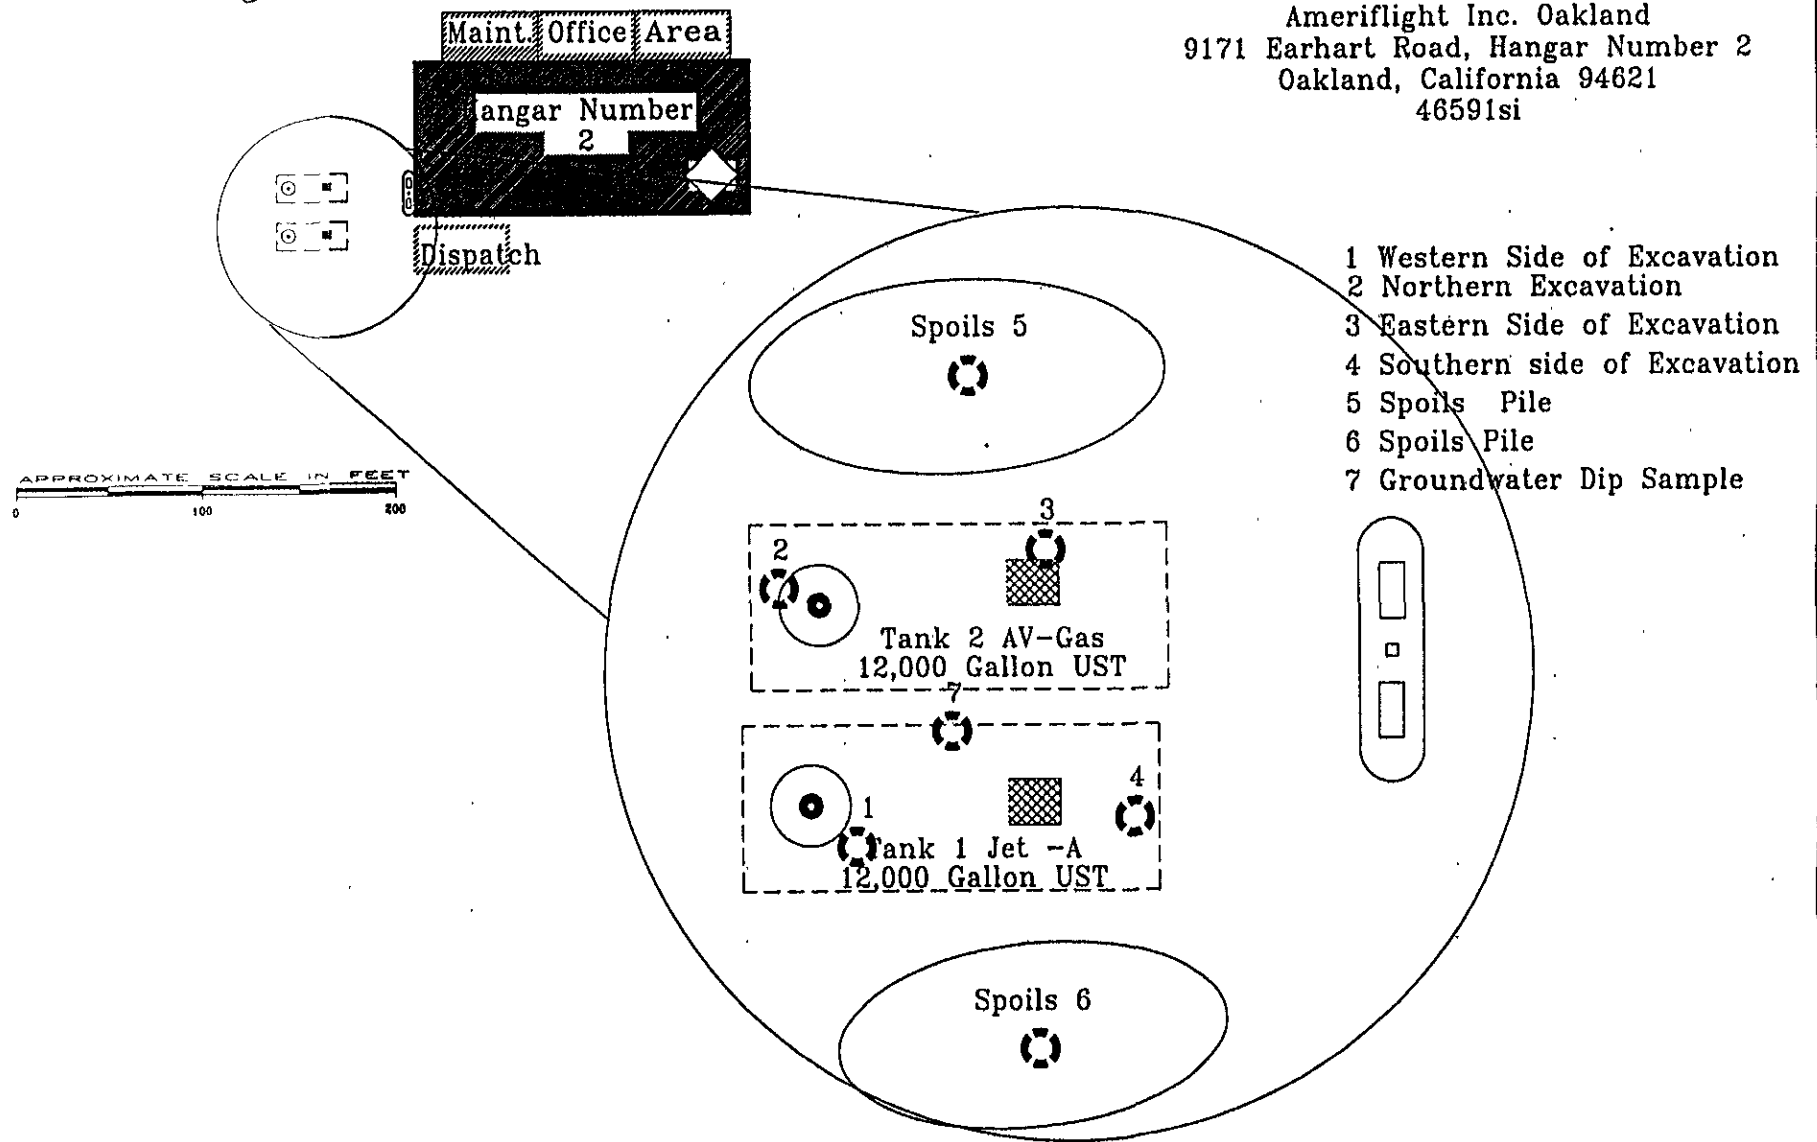 Ameriflight Inc. Oakland
9171 Earhart Road, Hangar Number 2
Oakland, California 94621
46591si
Maint. Office Area
angar Number
2
Dispatch
1 Western Side of Excavation
2 Northern Excavation
3 Eastern Side of Excavation
4 Southern side of Excavation
5 Spoils Pile
6 Spoils Pile
7 Groundwater Dip Sample
APPROXIMATE SCALE IN FEET
0 100 200
Spoils 5
3
2
Tank 2 AV-Gas
12,000 Gallon UST
7
4
1
Tank 1 Jet -A
12,000 Gallon UST
Spoils 6